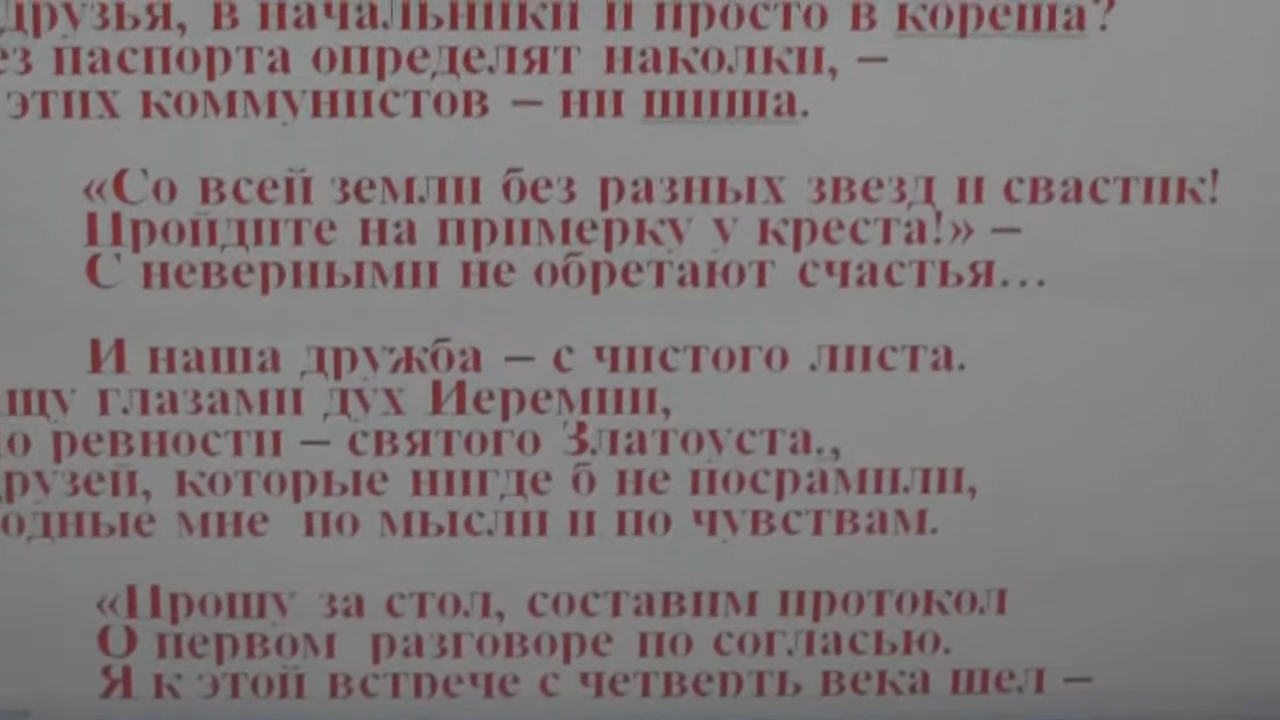 друзья, в начальники и просто в кореша?
ез паспорта определят наколки, –
этих коммунистов – ни шиша.
«Со всей земли без разных звезд и свастик!
Пройдите на примерку у креста!» –
С неверными не обретают счастья...
И наша дружба – с чистого листа.
щу глазами дух Иеремии,
о ревности – святого Златоуста.,
рузей, которые нигде б не посрамили,
одные мне по мысли и по чувствам.
«Прошу за стол, составим протокол
О первом разговоре по согласью.
Я к этой встрече с четверть века шел –